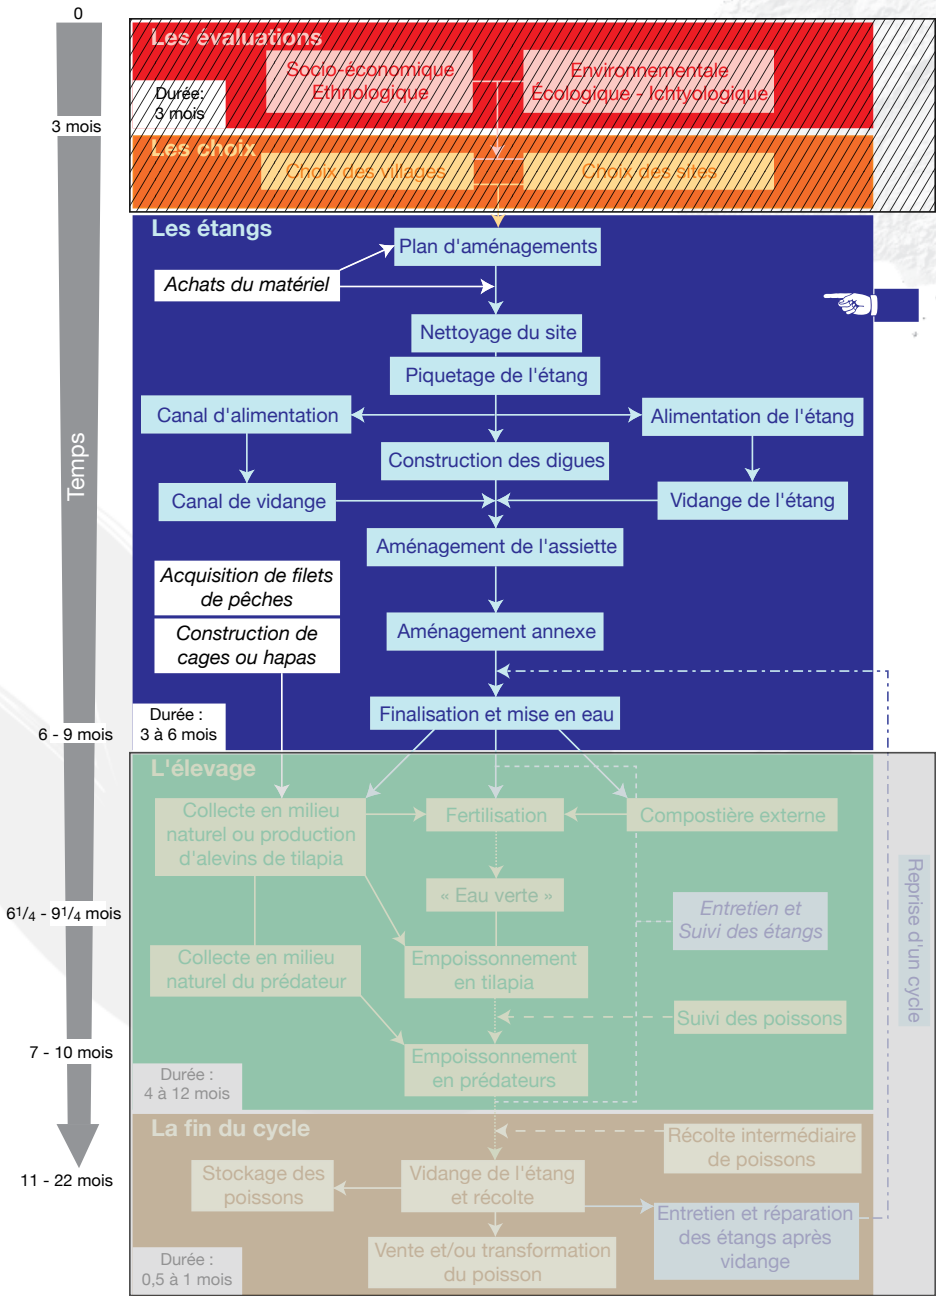 0
Les évaluations
Socio-économique
Ethnologique
Environnementale
Écologique - Ichtyologique
Durée:
3 mois
3 mois
Les choix
Choix des villages
Choix des sites
Les étangs
Plan d'aménagements
Achats du matériel
Nettoyage du site
Piquetage de l'étang
Canal d'alimentation
Alimentation de l'étang
Temps
Construction des digues
Canal de vidange
Vidange de l'étang
Aménagement de l'assiette
Acquisition de filets
de pêches
Construction de
cages ou hapas
Aménagement annexe
Finalisation et mise en eau
Durée :
3 à 6 mois
6 - 9 mois
L'élevage
Collecte en milieu
naturel ou production
d'alevins de tilapia
Fertilisation
Compostière externe
« Eau verte »
6 1/4 - 9 1/4 mois
Entretien et
Suivi des étangs
Reprise d'un cycle
Collecte en milieu
naturel du prédateur
Empoissonnement
en tilapia
Suivi des poissons
7 - 10 mois
Empoissonnement
en prédateurs
Durée :
4 à 12 mois
La fin du cycle
Récolte intermédiaire
de poissons
11 - 22 mois
Stockage des
poissons
Vidange de l'étang
et récolte
Entretien et réparation
des étangs après
vidange
Vente et/ou transformation
du poisson
Durée :
0,5 à 1 mois